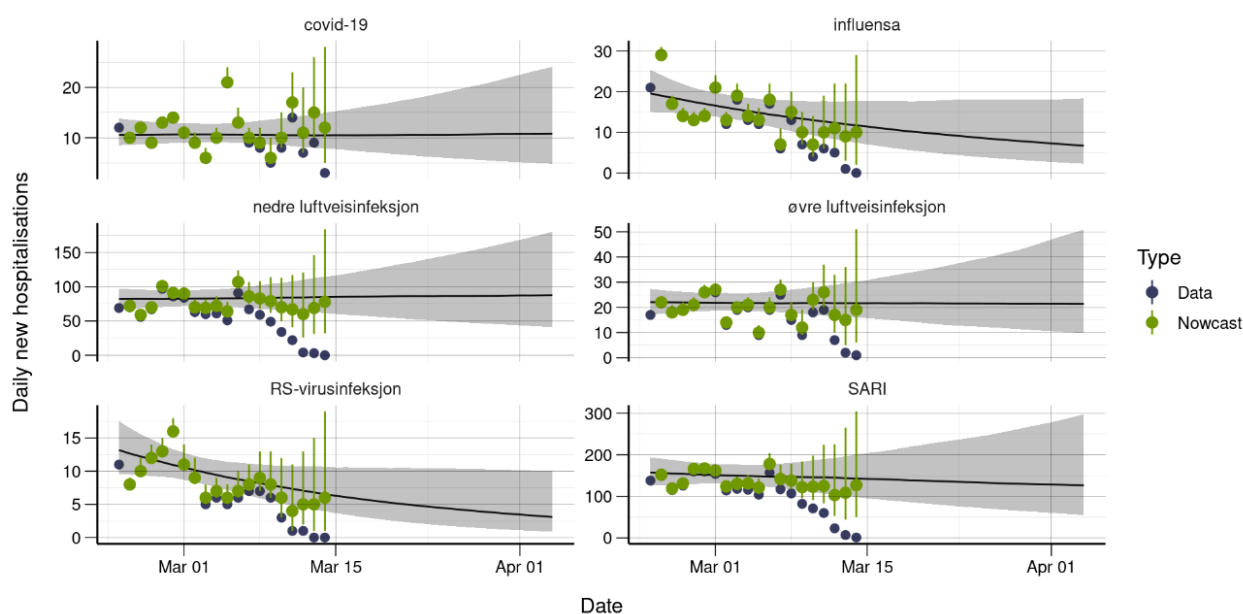 covid-19
influensa
20
10
30
20
10
0
nedre luftveisinfeksjon
øvre luftveisinfeksjon
150
100
50
0
50
40
30
20
10
0
RS-virusinfeksjon
SARI
15
10
5
0
300
200
100
0
Mar 01
Mar 15
Apr 01
Mar 01
Mar 15
Apr 01
Daily new hospitalisations
Date
Type
Data
Nowcast